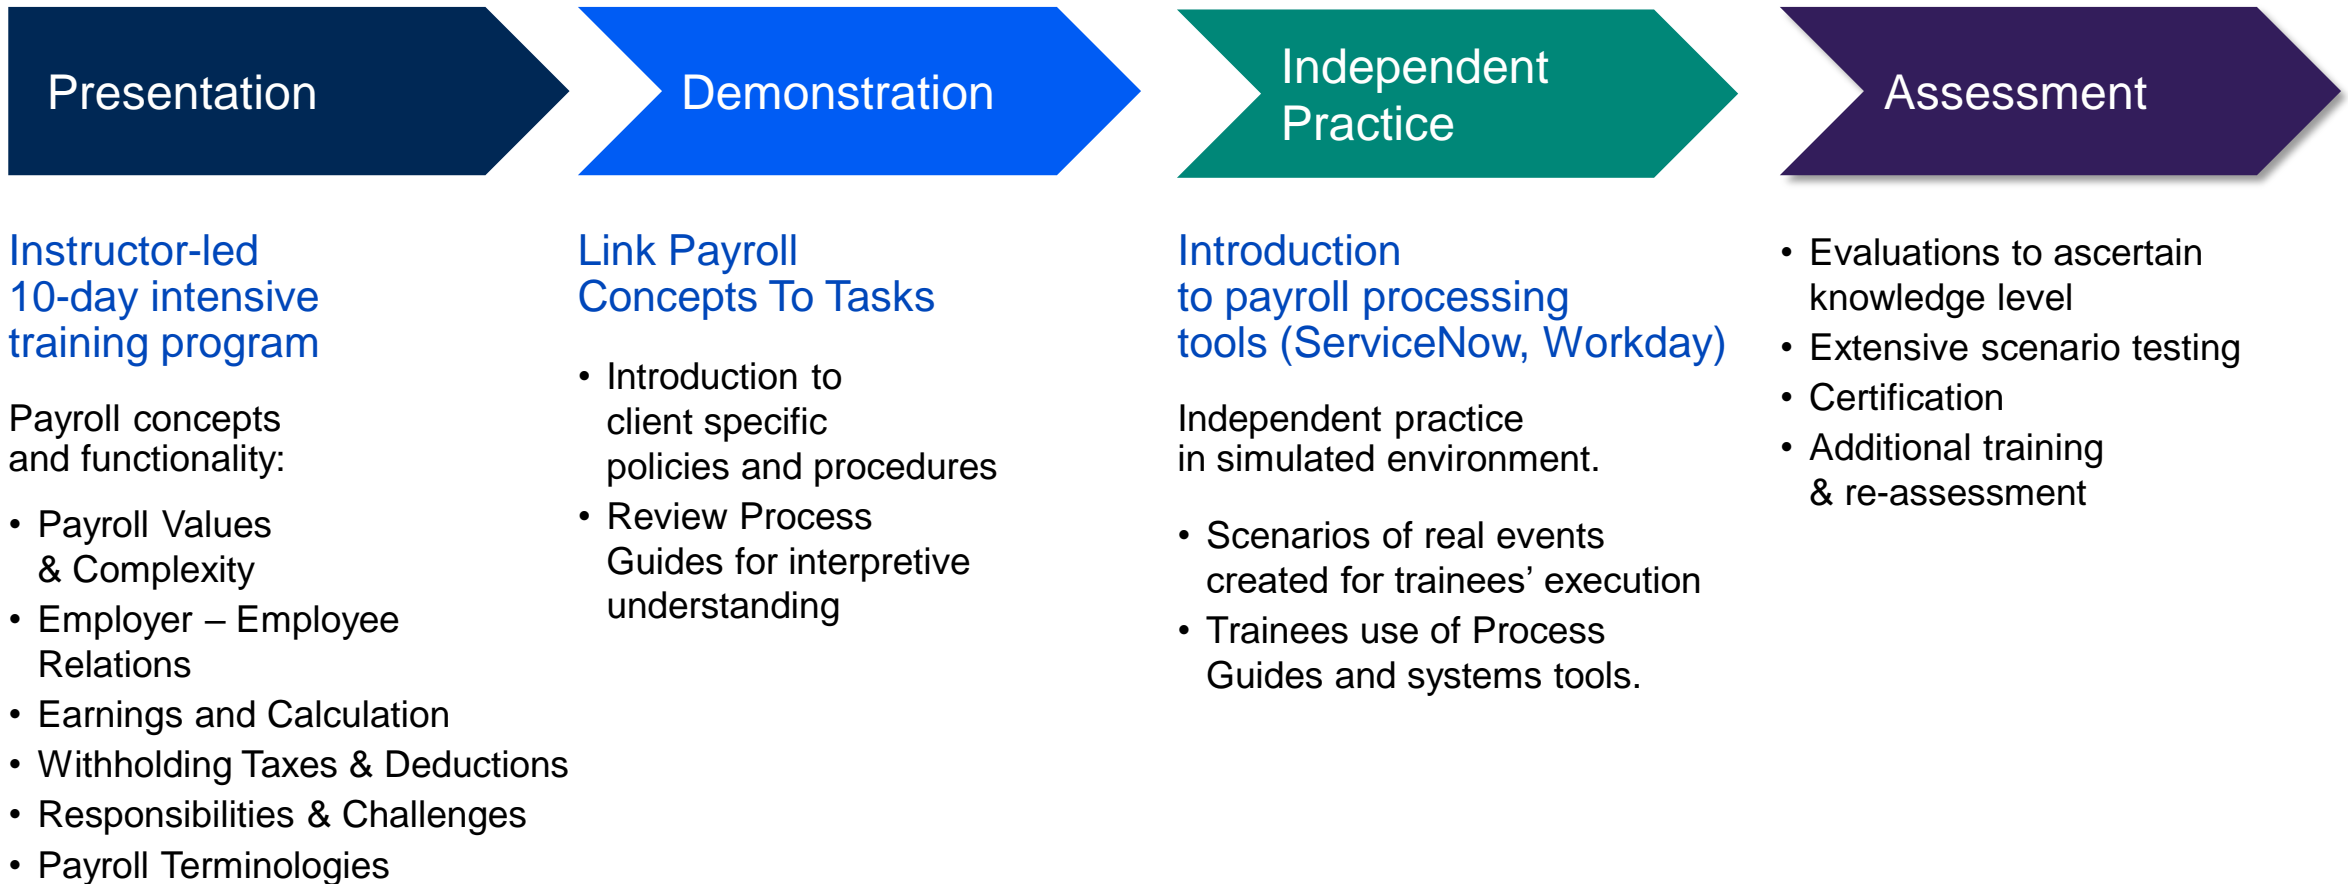 Presentation
Instructor-led
10-day intensive
training program
Payroll concepts
and functionality:
• Payroll Values
& Complexity
• Employer – Employee
Relations
• Earnings and Calculation
• Withholding Taxes & Deductions
• Responsibilities & Challenges
• Payroll Terminologies
Demonstration
Link Payroll
Concepts To Tasks
• Introduction to
client specific
policies and procedures
• Review Process
Guides for interpretive
understanding
Independent
Practice
Introduction
to payroll processing
tools (ServiceNow, Workday)
Independent practice
in simulated environment.
• Scenarios of real events
created for trainees’ execution
• Trainees use of Process
Guides and systems tools.
Assessment
• Evaluations to ascertain
knowledge level
• Extensive scenario testing
• Certification
• Additional training
& re-assessment